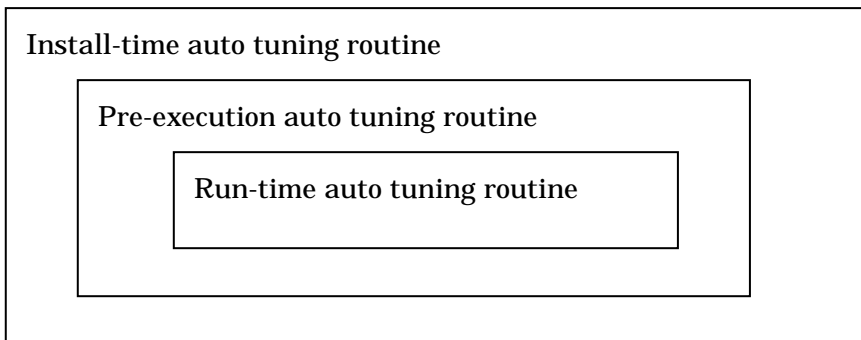 Install-time auto tuning routine
Pre-execution auto tuning routine
Run-time auto tuning routine